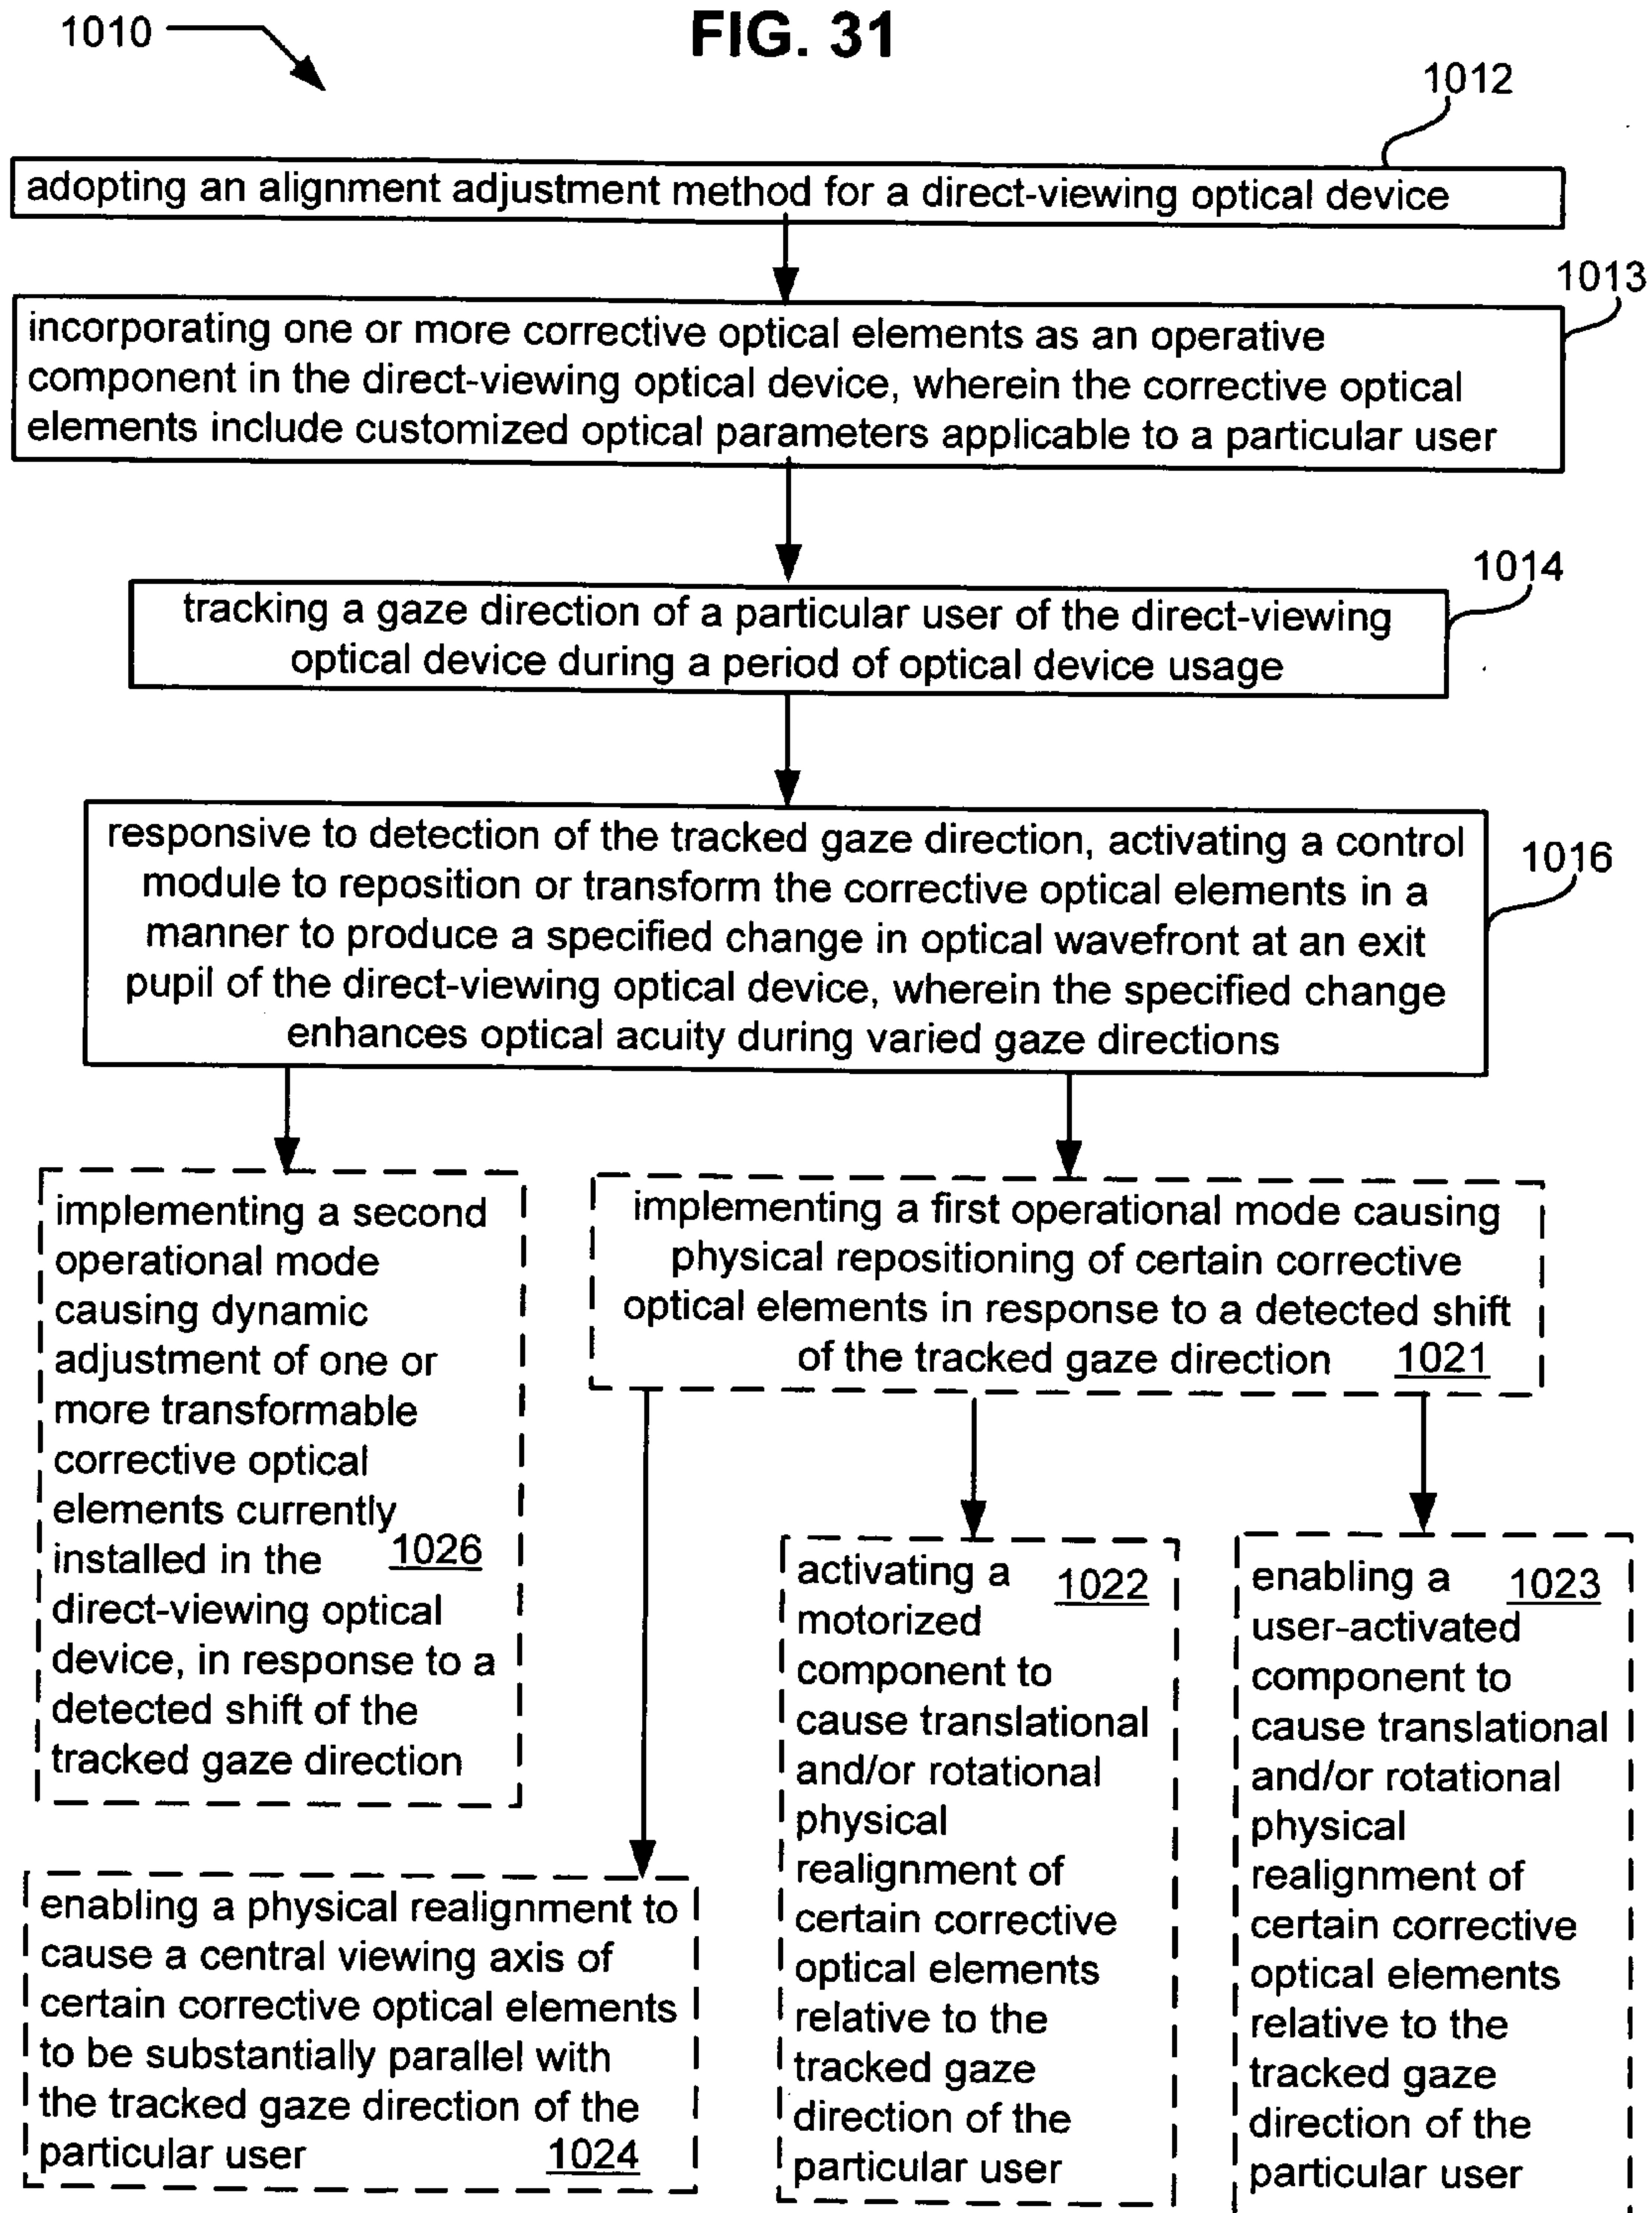 FIG. 31
1010
1012
adopting an alignment adjustment method for a direct-viewing optical device
1013
incorporating one or more corrective optical elements as an operative
component in the direct-viewing optical device, wherein the corrective optical
elements include customized optical parameters applicable to a particular user
1014
tracking a gaze direction of a particular user of the direct-viewing
optical device during a period of optical device usage
1016
responsive to detection of the tracked gaze direction, activating a control
module to reposition or transform the corrective optical elements in a
manner to produce a specified change in optical wavefront at an exit
pupil of the direct-viewing optical device, wherein the specified change
enhances optical acuity during varied gaze directions
implementing a second
operational mode
causing dynamic
adjustment of one or
more transformable
corrective optical
elements currently
installed in the 1026
direct-viewing optical
device, in response to a
detected shift of the
tracked gaze direction
implementing a first operational mode causing
physical repositioning of certain corrective
optical elements in response to a detected shift
of the tracked gaze direction 1021
enabling a physical realignment to
cause a central viewing axis of
certain corrective optical elements
to be substantially parallel with
the tracked gaze direction of the
particular user 1024
activating a 1022
motorized
component to
cause translational
and/or rotational
physical
realignment of
certain corrective
optical elements
relative to the
tracked gaze
direction of the
particular user
enabling a 1023
user-activated
component to
cause translational
and/or rotational
physical
realignment of
certain corrective
optical elements
relative to the
tracked gaze
direction of the
particular user